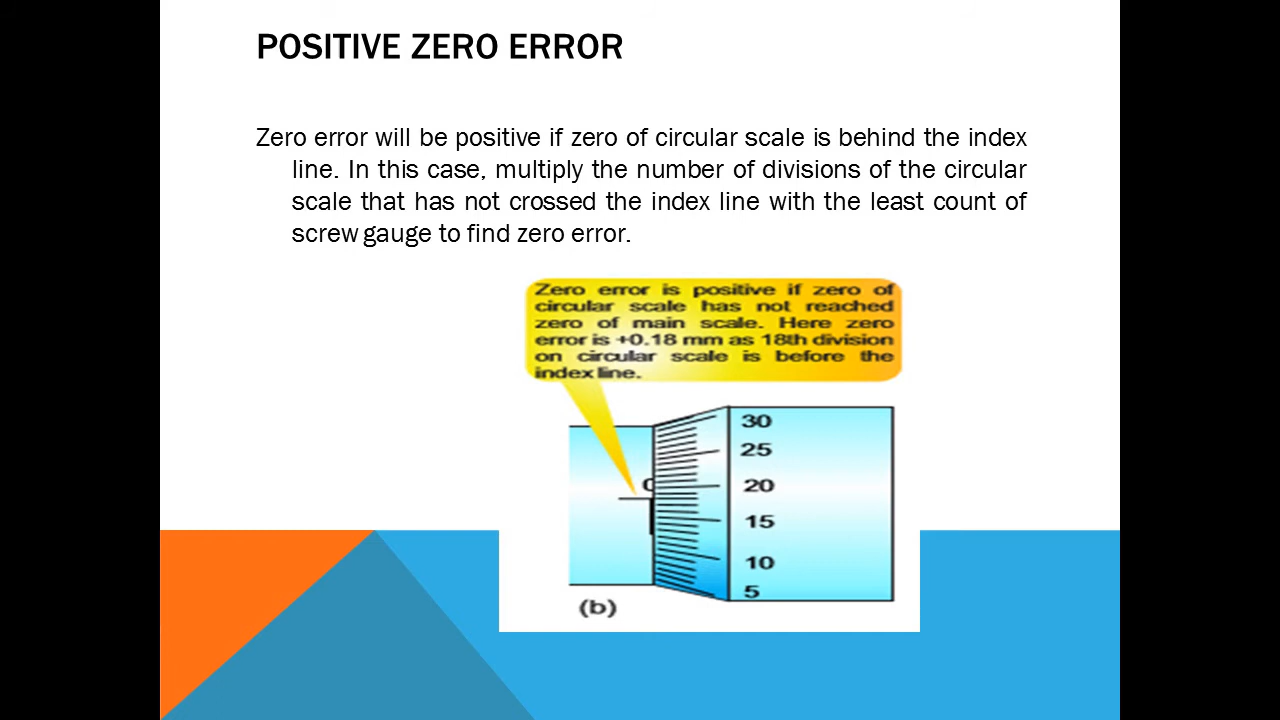 POSITIVE ZERO ERROR
Zero error will be positive if zero of circular scale is behind the index
line. In this case, multiply the number of divisions of the circular
scale that has not crossed the index line with the least count of
screw gauge to find zero error.
Zero error is positive if zero of
circular scale has not reached
zero of main scale. Here zero
error is +0.18 mm as 18th division
on circular scale is before the
index line.
30
25
0
20
15
10
5
(b)